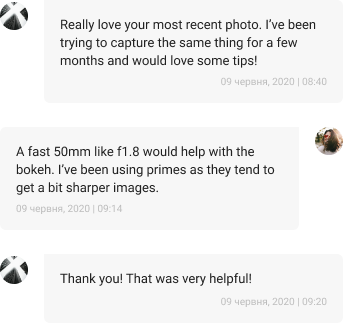 Really love your most recent photo. I’ve been
trying to capture the same thing for a few
months and would love some tips!
09 червня, 2020 | 08:40
A fast 50mm like f1.8 would help with the
bokeh. I’ve been using primes as they tend to
get a bit sharper images.
09 червня, 2020 | 09:14
Thank you! That was very helpful!
09 червня, 2020 | 09:20